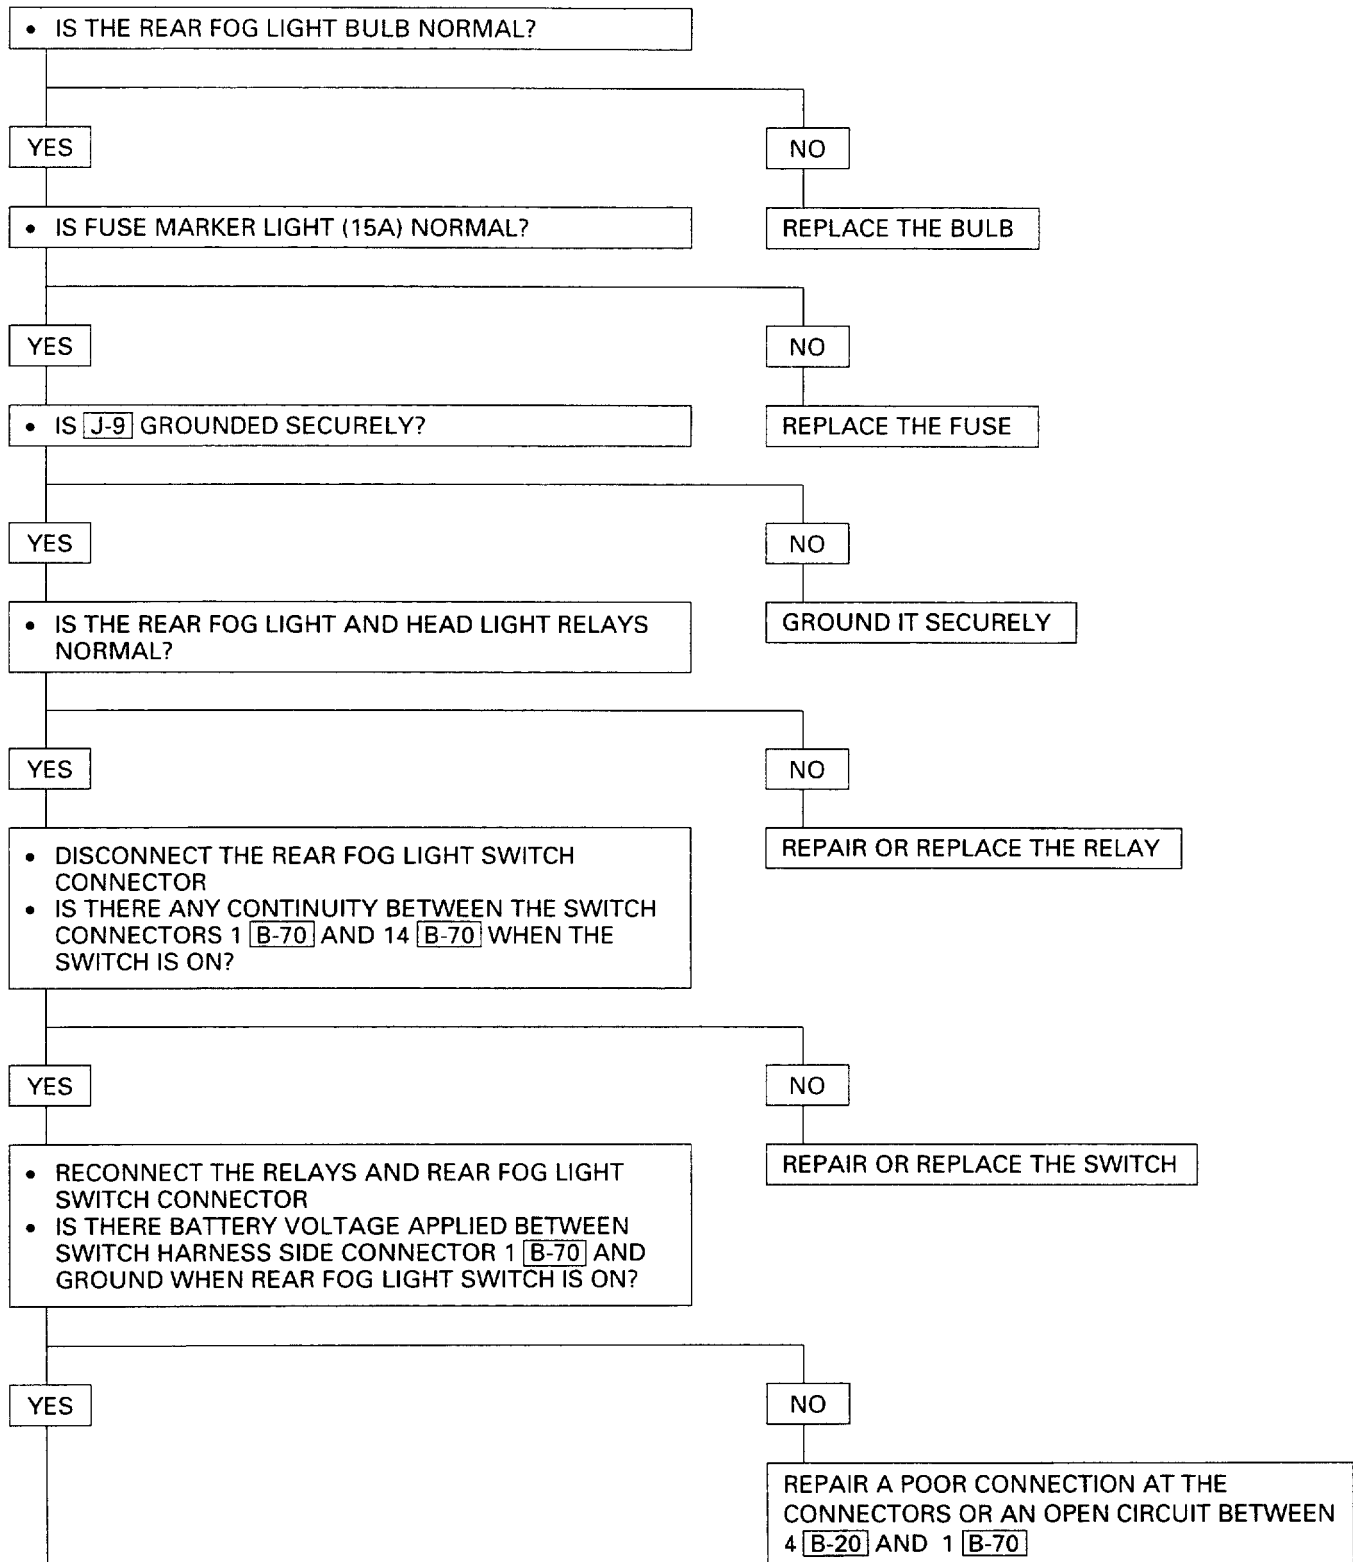 • IS THE REAR FOG LIGHT BULB NORMAL?
YES
NO
• IS FUSE MARKER LIGHT (15A) NORMAL?
REPLACE THE BULB
YES
NO
• IS J-9 GROUNDED SECURELY?
REPLACE THE FUSE
YES
NO
• IS THE REAR FOG LIGHT AND HEAD LIGHT RELAYS
NORMAL?
GROUND IT SECURELY
YES
NO
• DISCONNECT THE REAR FOG LIGHT SWITCH
CONNECTOR
• IS THERE ANY CONTINUITY BETWEEN THE SWITCH
CONNECTORS 1 B-70 AND 14 B-70 WHEN THE
SWITCH IS ON?
REPAIR OR REPLACE THE RELAY
YES
NO
• RECONNECT THE RELAYS AND REAR FOG LIGHT
SWITCH CONNECTOR
• IS THERE BATTERY VOLTAGE APPLIED BETWEEN
SWITCH HARNESS SIDE CONNECTOR 1 B-70 AND
GROUND WHEN REAR FOG LIGHT SWITCH IS ON?
REPAIR OR REPLACE THE SWITCH
YES
NO
REPAIR A POOR CONNECTION AT THE
CONNECTORS OR AN OPEN CIRCUIT BETWEEN
4 B-20 AND 1 B-70